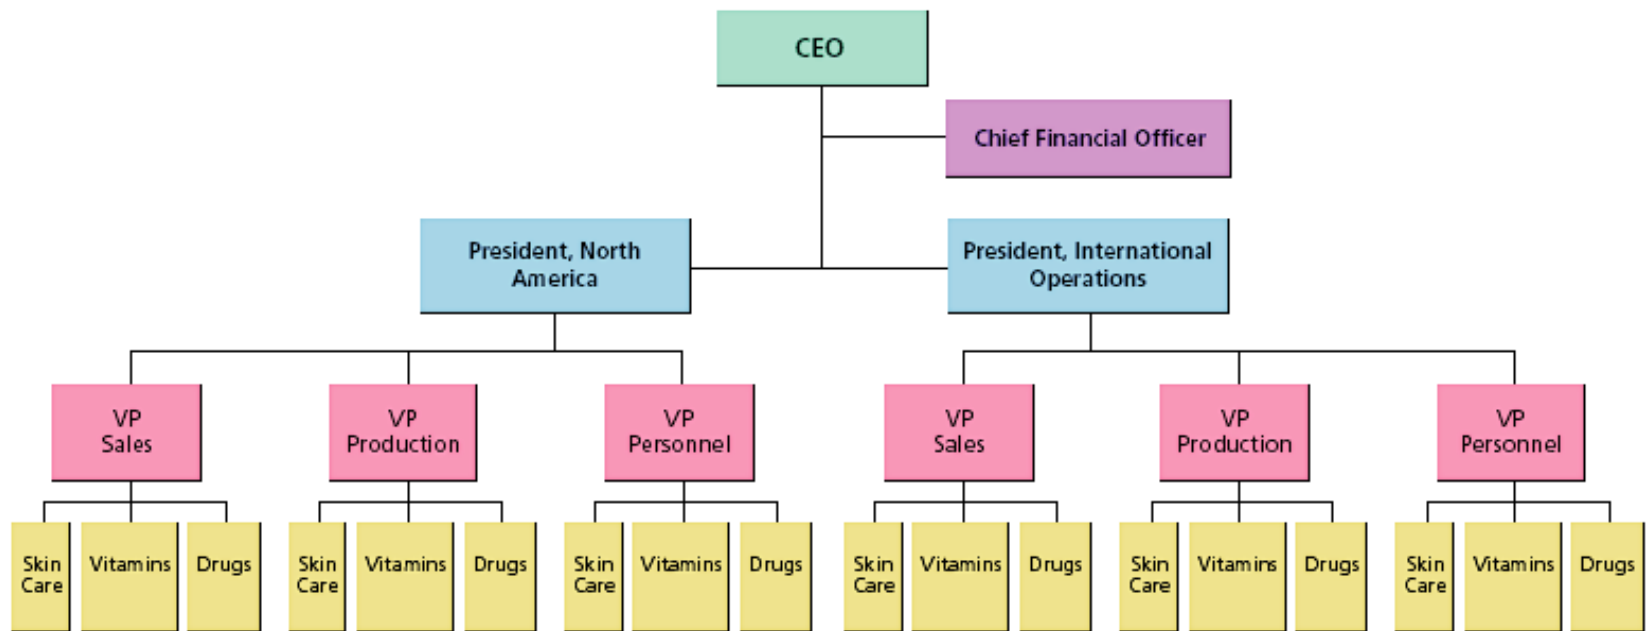 CEO
Chief Financial Officer
President, North
America
President, International
Operations
VP
Sales
VP
Production
VP
Personnel
VP
Sales
VP
Production
VP
Personnel
Skin
Care
Vitamins
Drugs
Skin
Care
Vitamins
Drugs
Skin
Care
Vitamins
Drugs
Skin
Care
Vitamins
Drugs
Skin
Care
Vitamins
Drugs
Skin
Care
Vitamins
Drugs